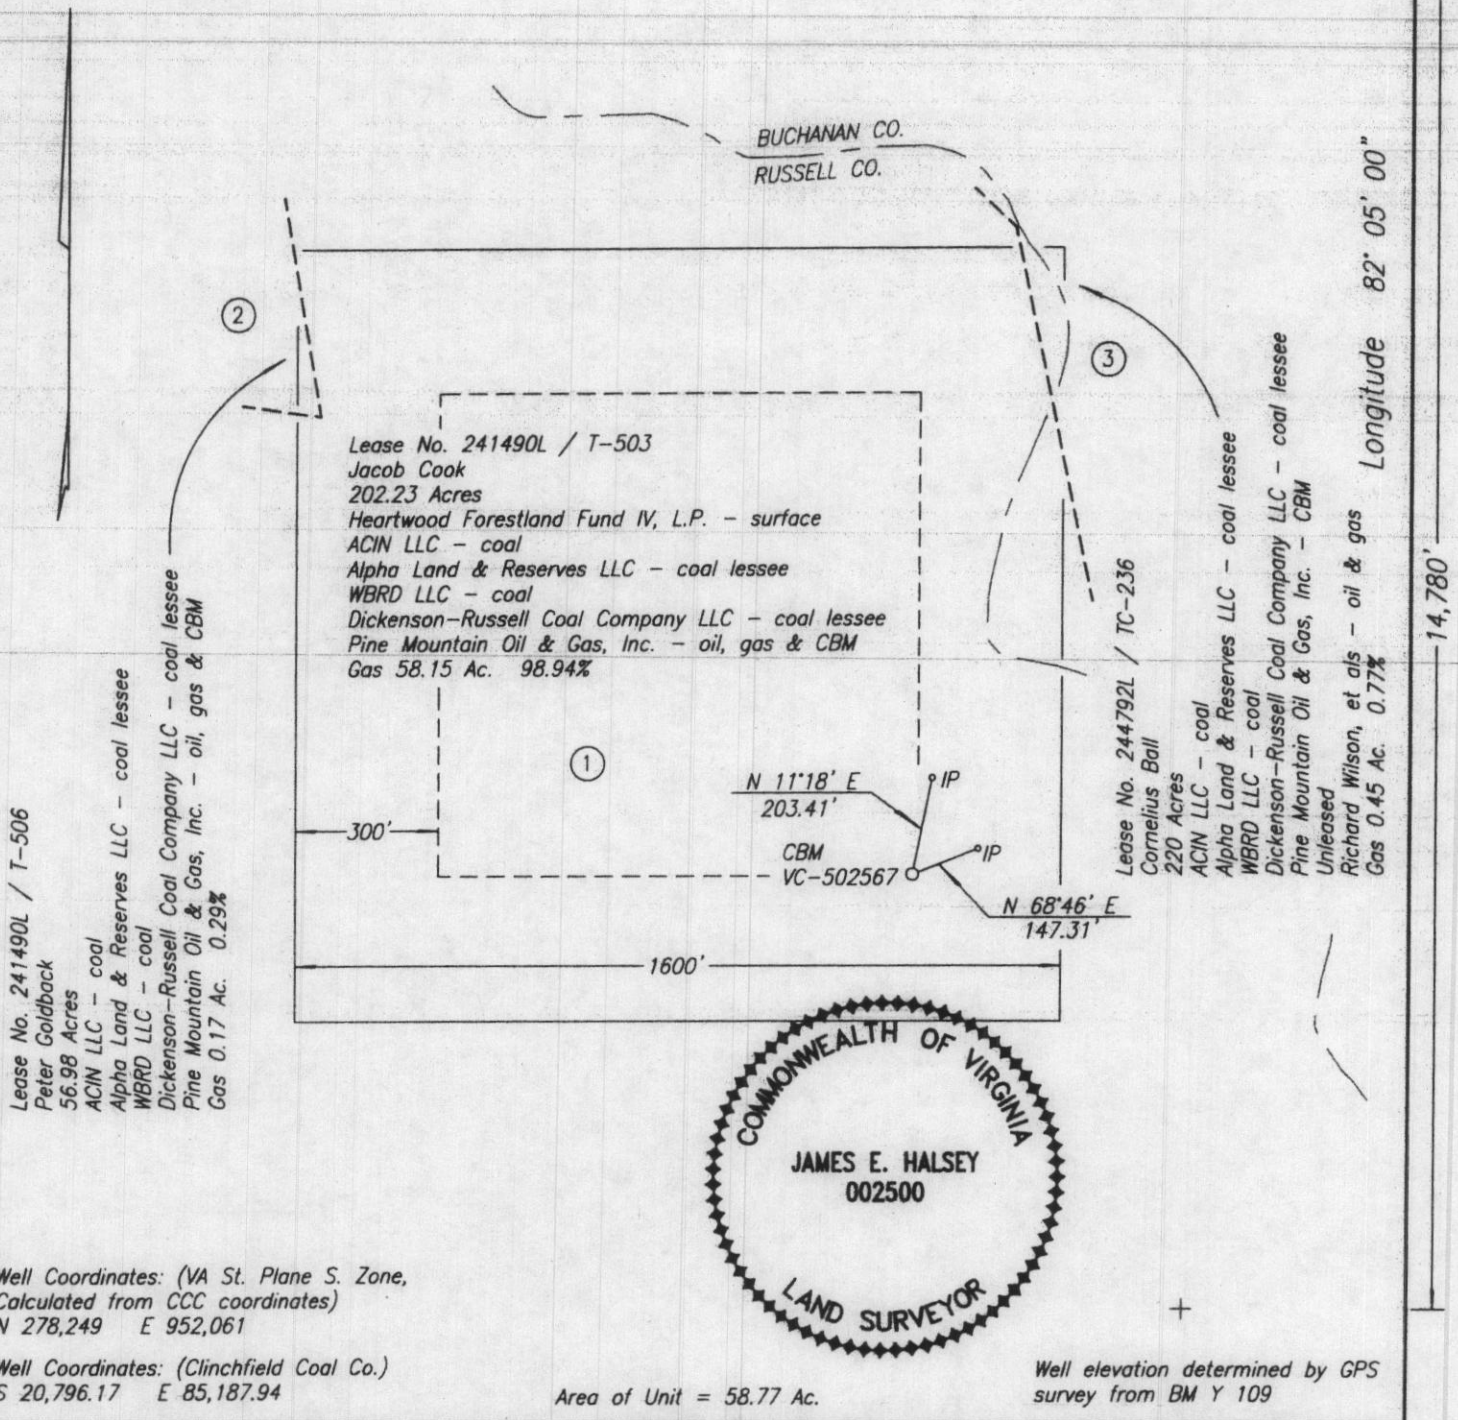 BUCHANAN CO.
RUSSELL CO.
2
3
Longitude 82° 05' 00"
14,780'
Lease No. 241490L / T-503
Jacob Cook
202.23 Acres
Heartwood Forestland Fund IV, L.P. - surface
ACIN LLC - coal
Alpha Land & Reserves LLC - coal lessee
WBRD LLC - coal
Dickenson-Russell Coal Company LLC - coal lessee
Pine Mountain Oil & Gas, Inc. - oil, gas & CBM
Gas 58.15 Ac. 98.94%
1
Lease No. 241490L / T-506
Peter Goldback
56.98 Acres
ACIN LLC - coal
Alpha Land & Reserves LLC - coal lessee
WBRD LLC - coal
Dickenson-Russell Coal Company LLC - coal lessee
Pine Mountain Oil & Gas, Inc. - oil, gas & CBM
Gas 0.17 Ac. 0.29%
Lease No. 244792L / TC-236
Cornelius Ball
220 Acres
ACIN LLC - coal
Alpha Land & Reserves LLC - coal lessee
WBRD LLC - coal
Dickenson-Russell Coal Company LLC - coal lessee
Pine Mountain Oil & Gas, Inc. - CBM
Unleased
Richard Wilson, et als - oil & gas
Gas 0.45 Ac. 0.77%
N 11°18' E
203.41'
IP
300'
CBM
VC-502567
IP
N 68°46' E
147.31'
1600'
COMMONWEALTH OF VIRGINIA
JAMES E. HALSEY
002500
LAND SURVEYOR
Well Coordinates: (VA St. Plane S. Zone,
Calculated from CCC coordinates)
N 278,249 E 952,061
Well Coordinates: (Clinchfield Coal Co.)
S 20,796.17 E 85,187.94
Area of Unit = 58.77 Ac.
Well elevation determined by GPS
survey from BM Y 109